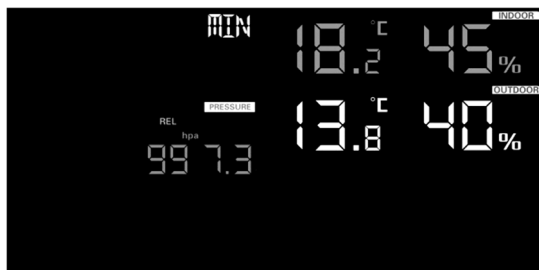 MIN
INDOOR
18.2 °C 45%
OUTDOOR
13.8 °C 40%
PRESSURE
REL
hpa
997.3